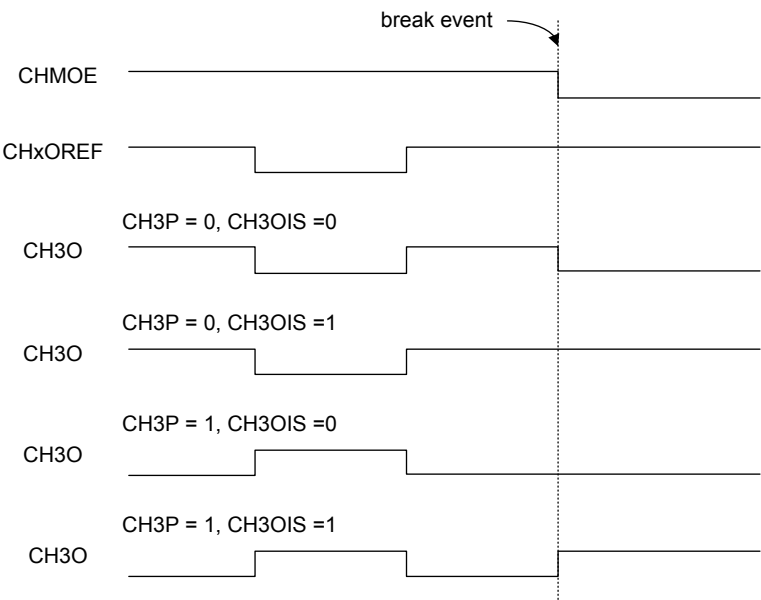 break event
CHMOE
CHxOREF
CH3P = 0, CH3OIS =0
CH3O
CH3P = 0, CH3OIS =1
CH3O
CH3P = 1, CH3OIS =0
CH3O
CH3P = 1, CH3OIS =1
CH3O